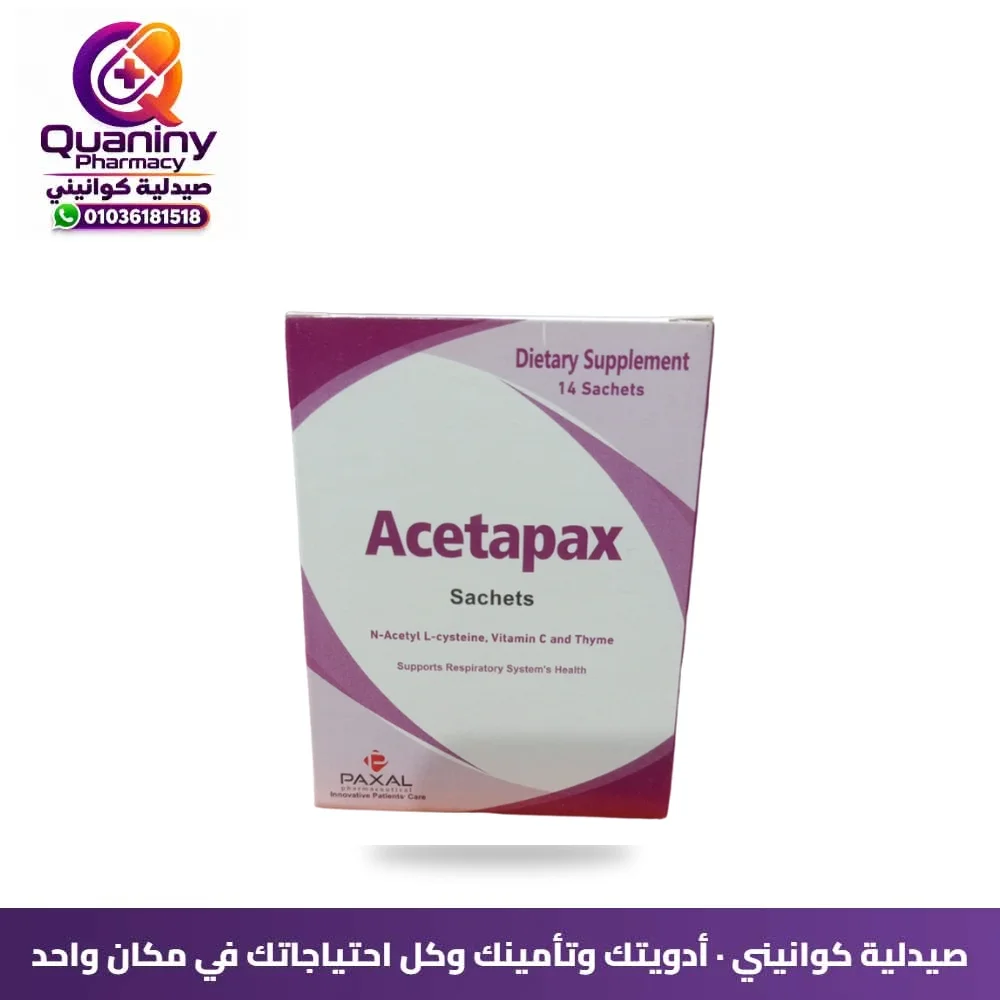 Quaniny
Pharmacy
صيدلية كوانيني
01036181518
Dietary Supplement
14 Sachets
Acetapax
Sachets
N-Acetyl L-cysteine, Vitamin C and Thyme
Supports Respiratory System's Health
PAXAL
pharmaceutical
Innovative Patients' Care
صيدلية كوانيني · أدويتك وتأمينك وكل احتياجاتك في مكان واحد